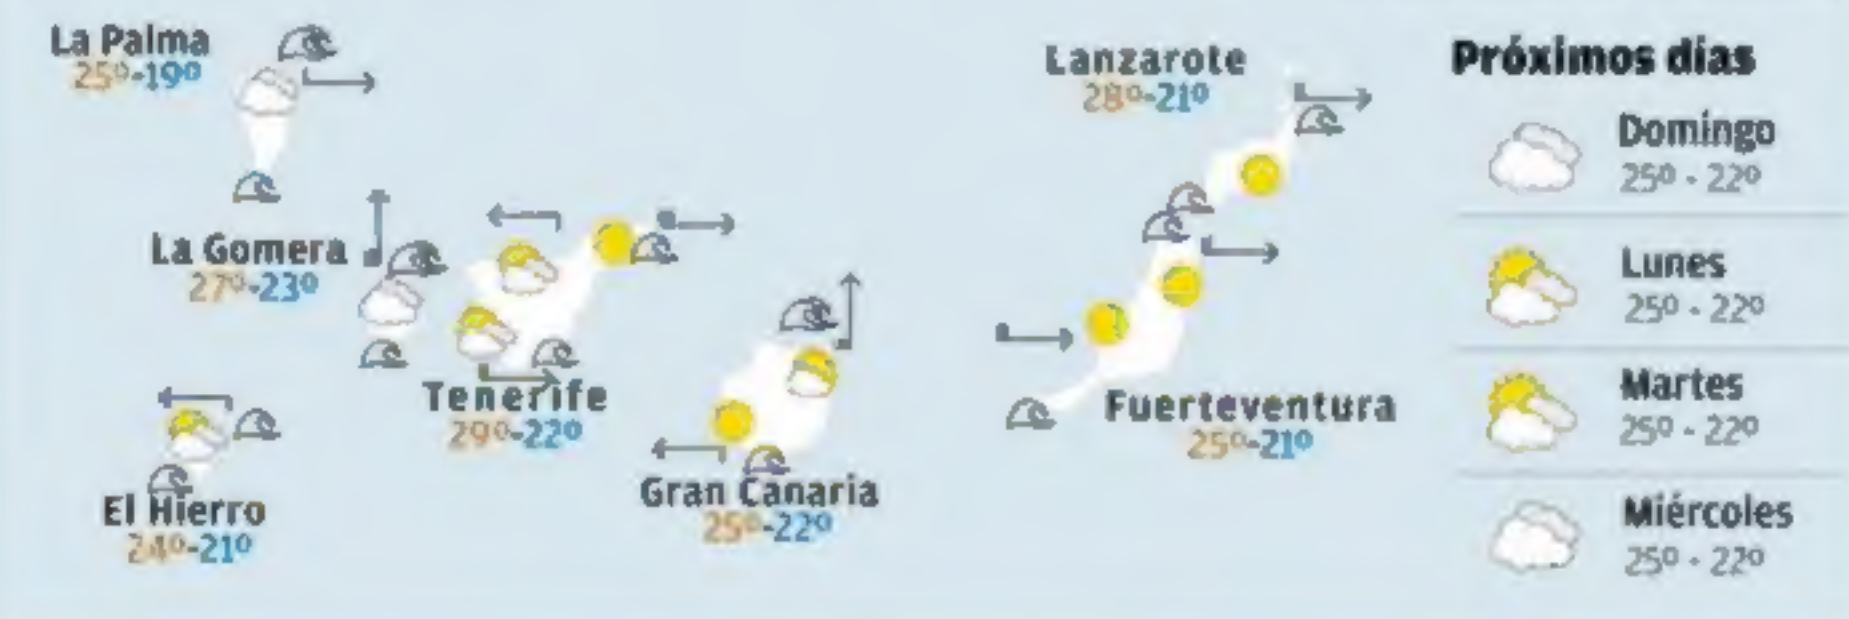 La Palma
25º-19º
La Gomera
27º-23º
El Hierro
24º-21º
Tenerife
29º-22º
Gran Canaria
25º-22º
Lanzarote
28º-21º
Fuerteventura
25º-21º
Próximos días
Domingo
25º - 22º
Lunes
25º - 22º
Martes
25º - 22º
Miércoles
25º - 22º